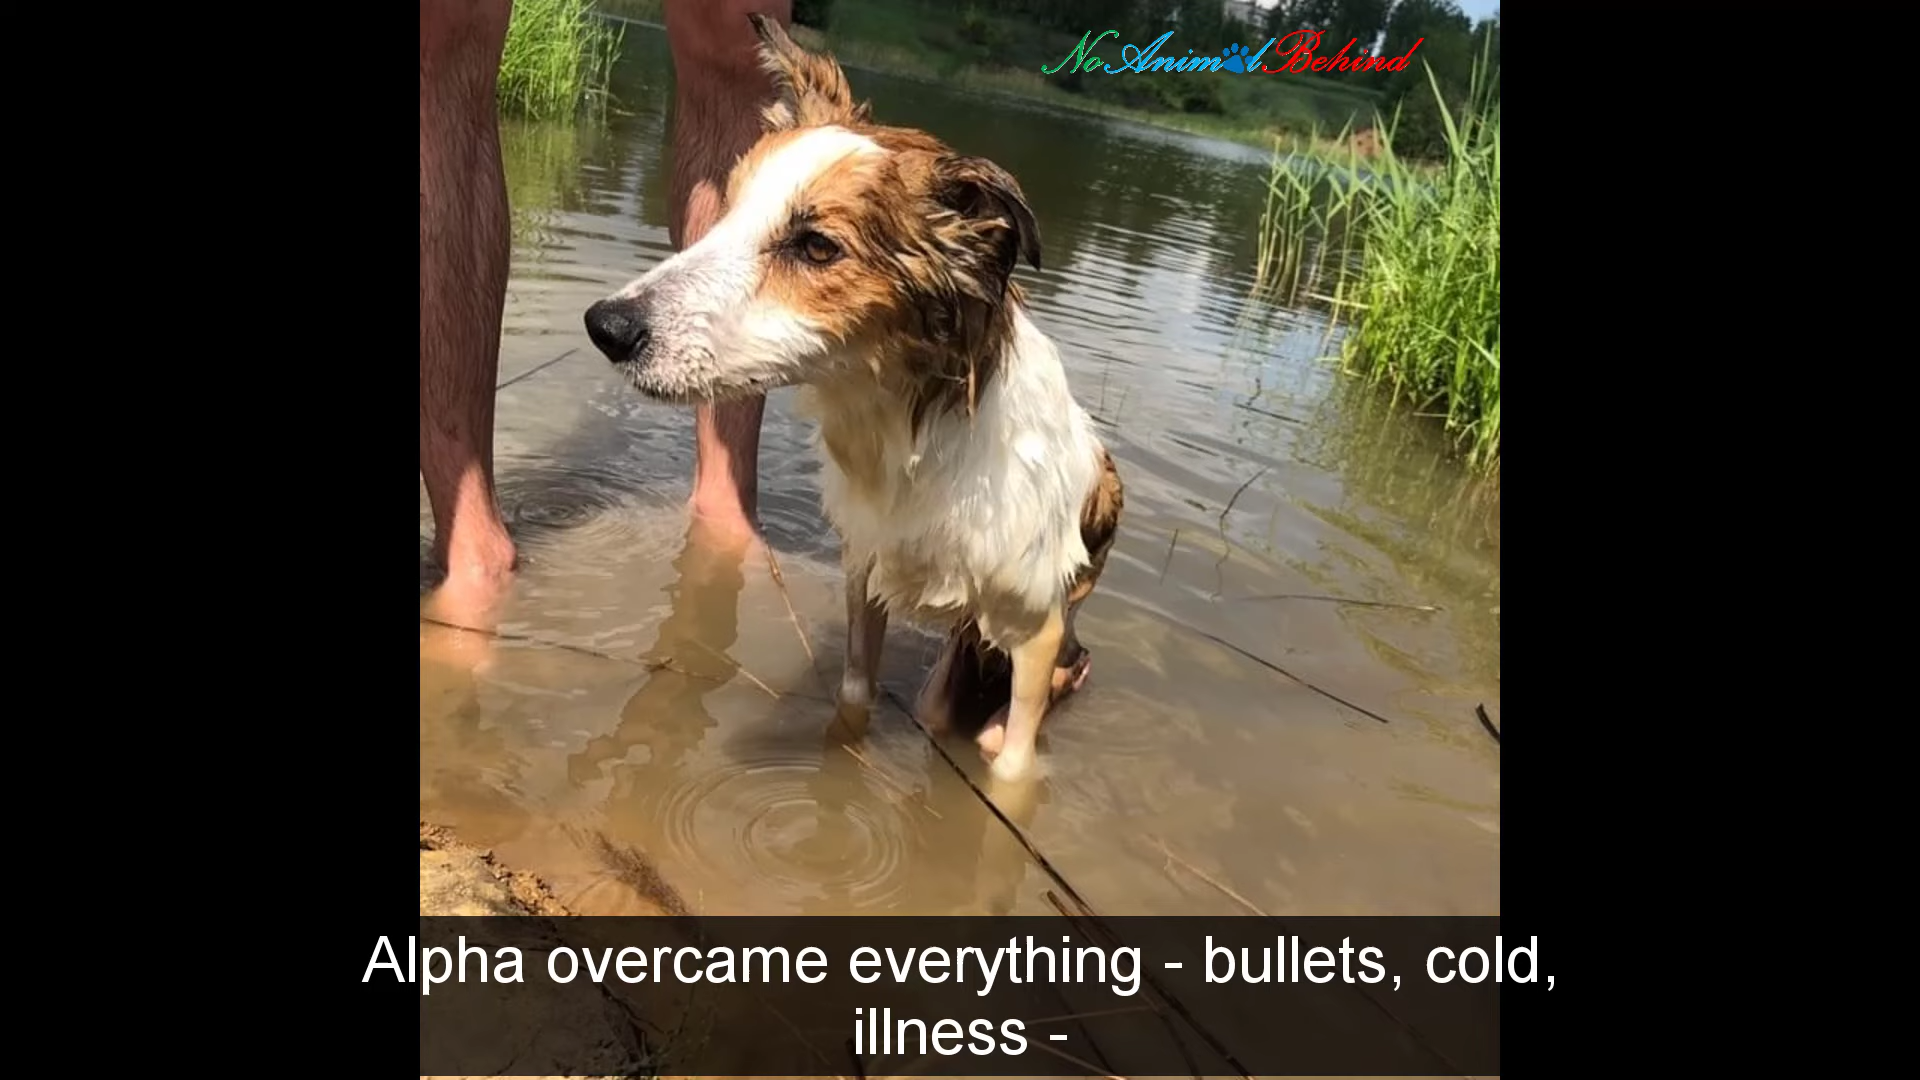 NoAnimalBehind
Alpha overcame everything - bullets, cold,
illness -